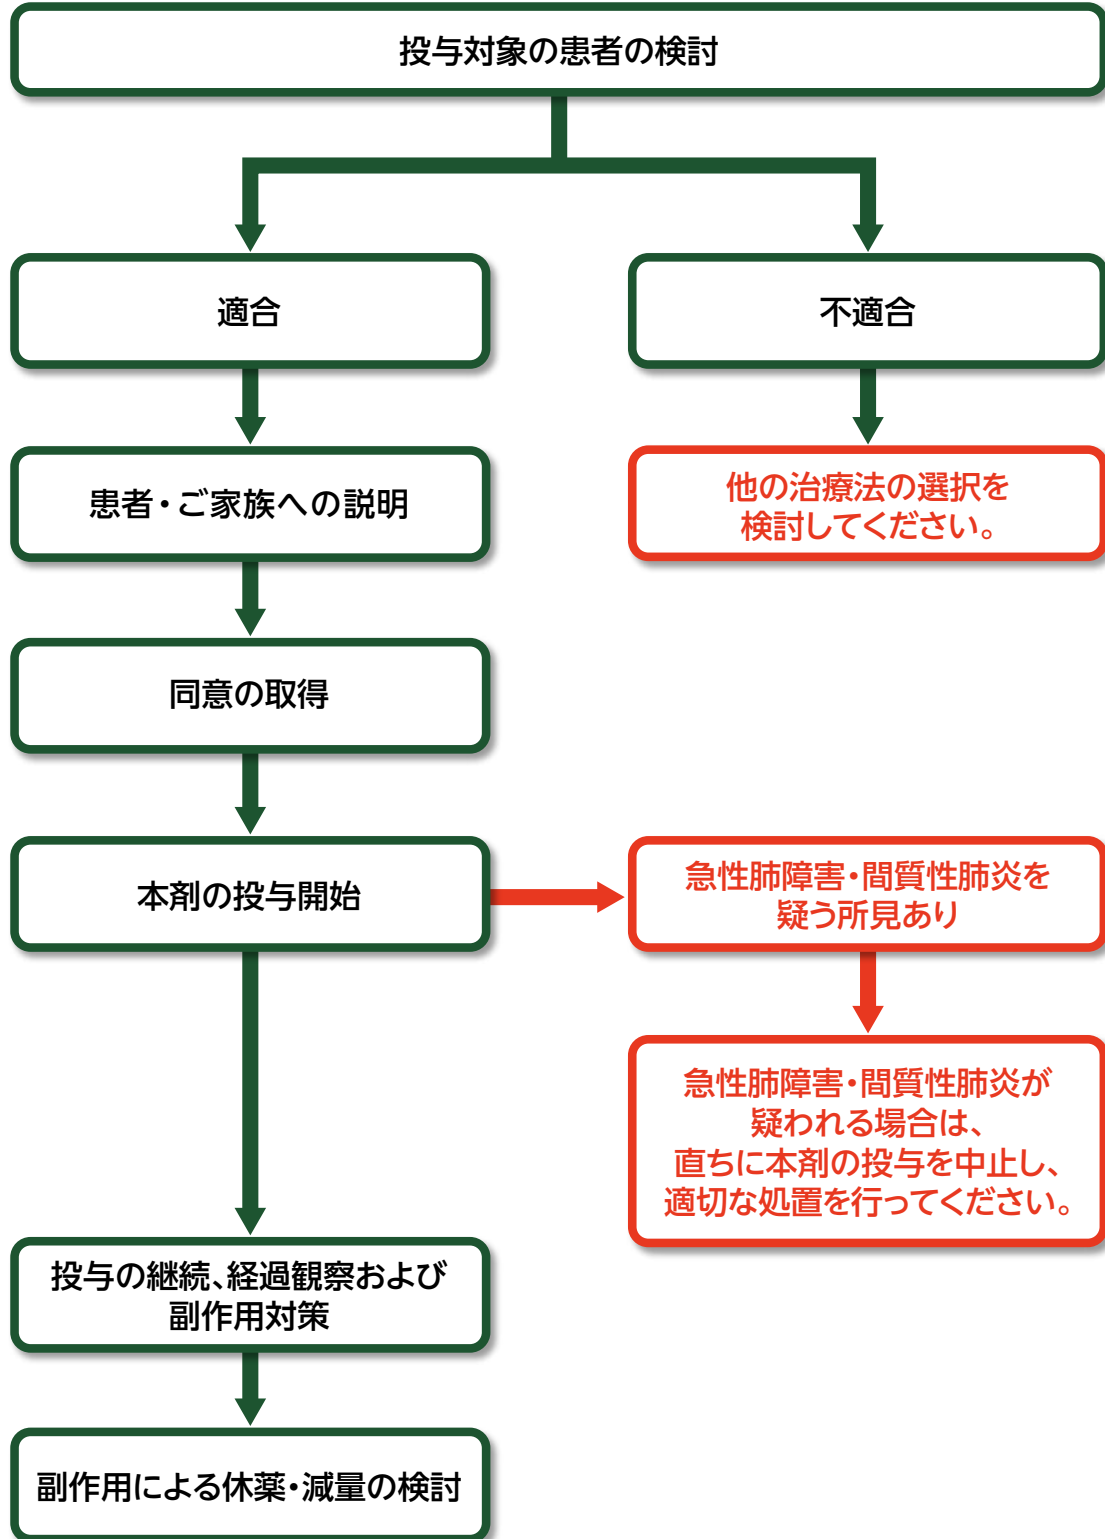 投与対象の患者の検討
適合
不適合
患者・ご家族への説明
他の治療法の選択を
検討してください。
同意の取得
本剤の投与開始
急性肺障害・間質性肺炎を
疑う所見あり
急性肺障害・間質性肺炎が
疑われる場合は、
直ちに本剤の投与を中止し、
適切な処置を行ってください。
投与の継続、経過観察および
副作用対策
副作用による休薬・減量の検討